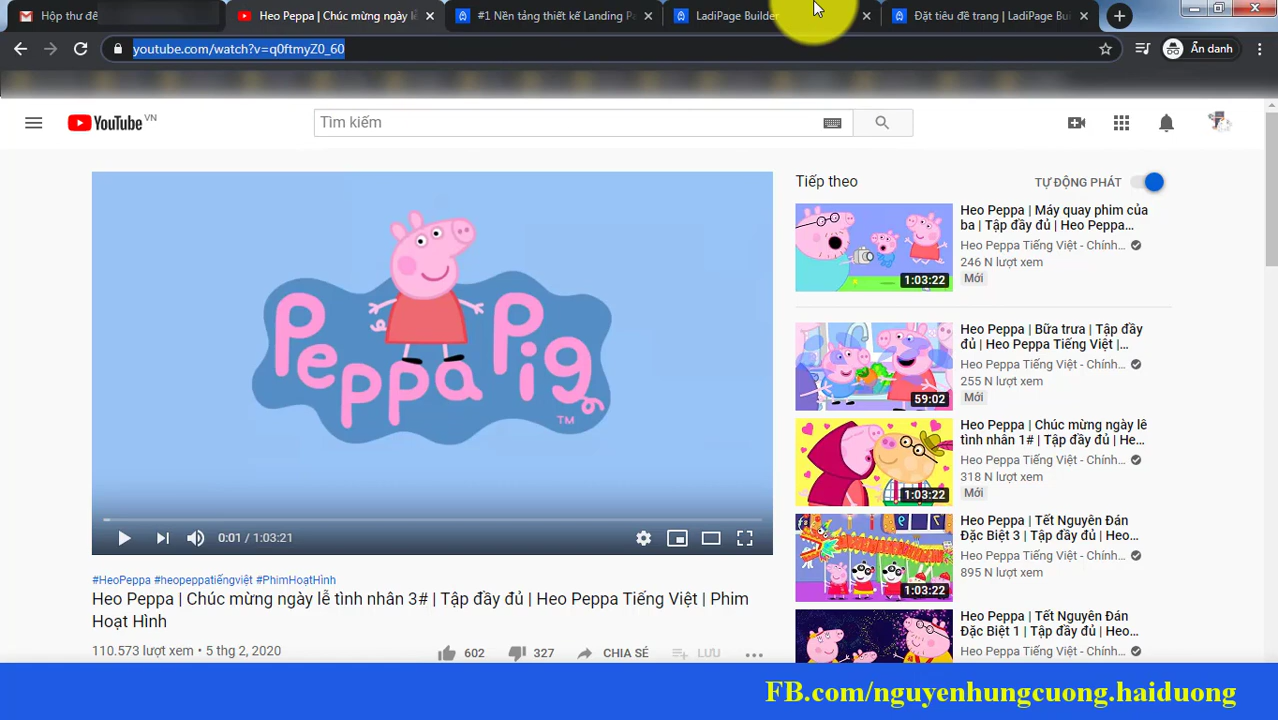 Hộp thư đế
Heo Peppa | Chúc mừng ngày l
#1 Nền tảng thiết kế Landing Pa
LadiPage Builder
Đặt tiêu đề trang | LadiPage Bui
youtube.com/watch?v=q0ftmyZ0_60
Ẩn danh
YouTube VN
Tìm kiếm
Peppa Pig
TM
0:01 / 1:03:21
#HeoPeppa #heopeppatiếngviệt #PhimHoạtHình
Heo Peppa | Chúc mừng ngày lễ tình nhân 3# | Tập đầy đủ | Heo Peppa Tiếng Việt | Phim
Hoạt Hình
110.573 lượt xem • 5 thg 2, 2020
602
327
CHIA SẺ
LƯU
Tiếp theo
TỰ ĐỘNG PHÁT
1:03:22
Heo Peppa | Máy quay phim của
ba | Tập đầy đủ | Heo Peppa...
Heo Peppa Tiếng Việt - Chính...
246 N lượt xem
Mới
59:02
Heo Peppa | Bữa trưa | Tập đầy
đủ | Heo Peppa Tiếng Việt |...
Heo Peppa Tiếng Việt - Chính...
255 N lượt xem
Mới
1:03:22
Heo Peppa | Chúc mừng ngày lễ
tình nhân 1# | Tập đầy đủ | He...
Heo Peppa Tiếng Việt - Chính...
318 N lượt xem
Mới
1:03:22
Heo Peppa | Tết Nguyên Đán
Đặc Biệt 3 | Tập đầy đủ | Heo...
Heo Peppa Tiếng Việt - Chính...
895 N lượt xem
Heo Peppa | Tết Nguyên Đán
Đặc Biệt 1 | Tập đầy đủ | Heo...
FB.com/nguyenhungcuong.haiduong